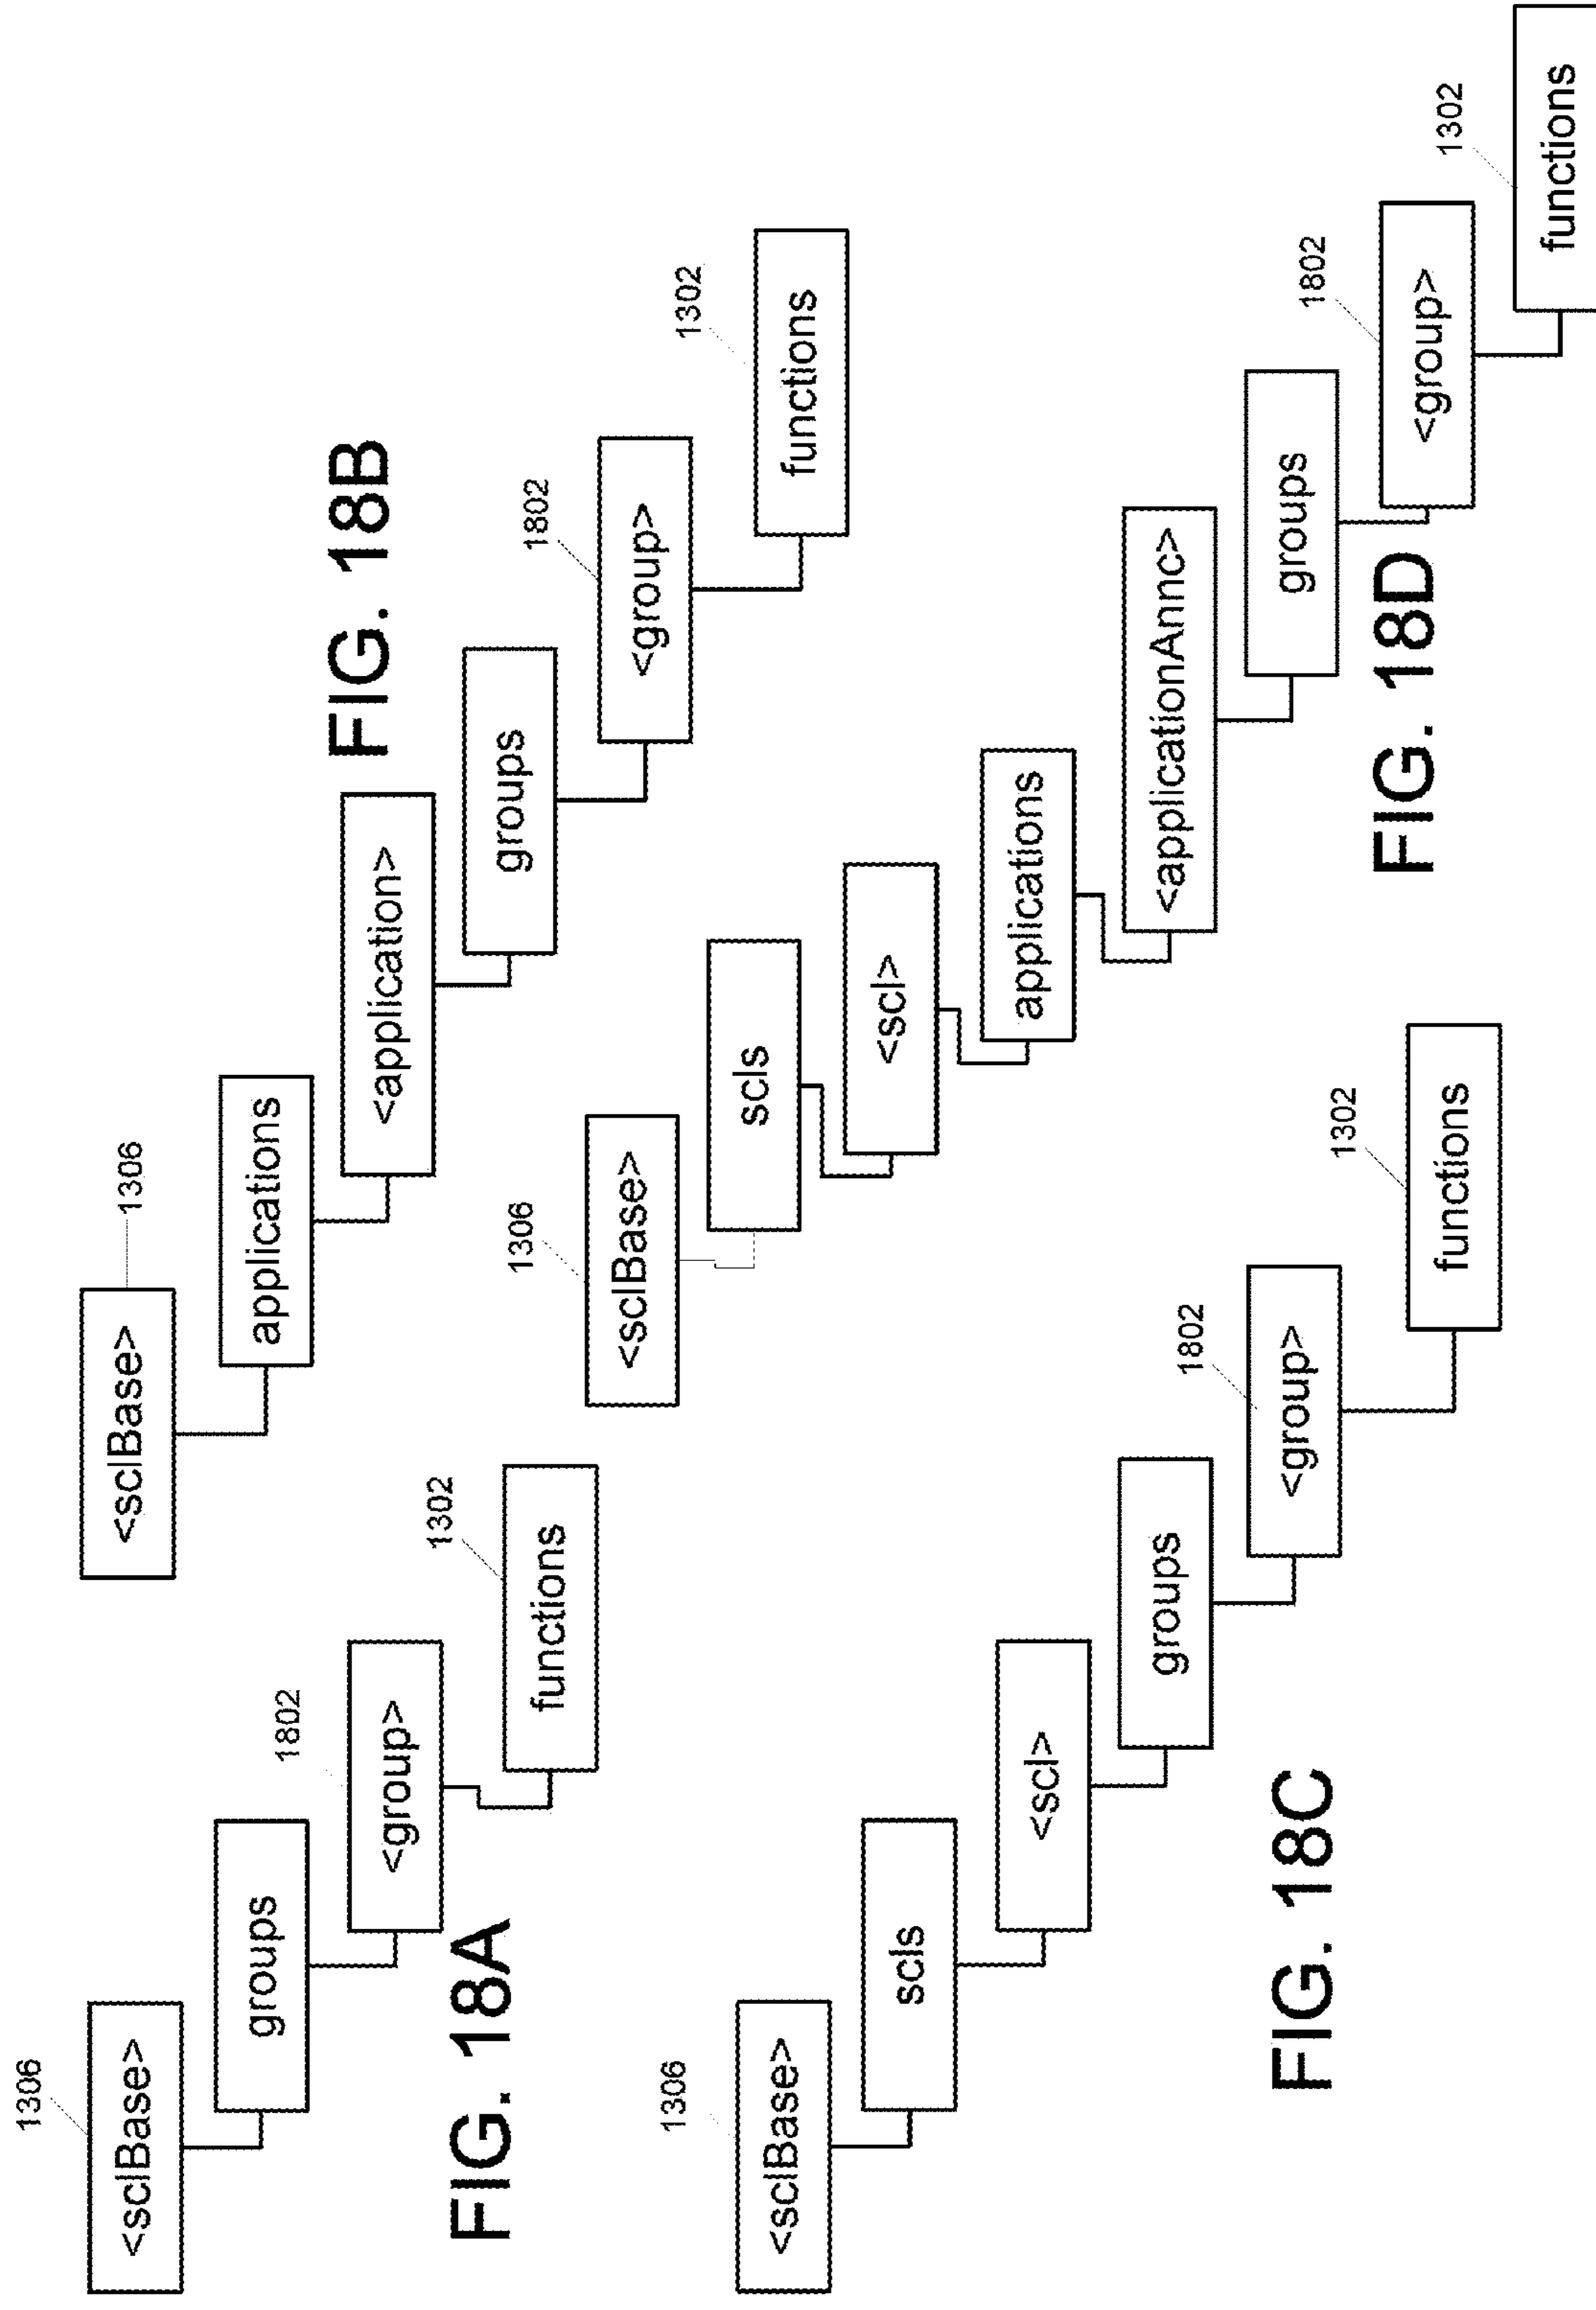 1306
<sclBase>
groups
1802
<group>
1302
functions
FIG. 18A
<sclBase>
1306
applications
<application>
groups
1802
<group>
1302
functions
FIG. 18B
1306
<sclBase>
scls
<scl>
groups
1802
<group>
1302
functions
FIG. 18C
1306
<sclBase>
scls
<scl>
applications
<applicationAnnc>
groups
1802
<group>
1302
functions
FIG. 18D